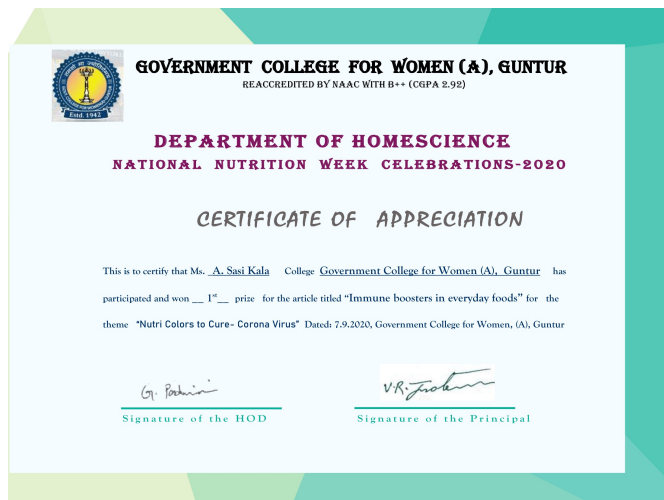 GOVERNMENT COLLEGE FOR WOMEN (A), GUNTUR
REACCREDITED BY NAAC WITH B++ (CGPA 2.92)
Estd. 1942
DEPARTMENT OF HOMESCIENCE
NATIONAL NUTRITION WEEK CELEBRATIONS-2020
CERTIFICATE OF APPRECIATION
This is to certify that Ms. A. Sasi Kala College Government College for Women (A), Guntur has
participated and won __ 1st__ prize for the article titled "Immune boosters in everyday foods" for the
theme "Nutri Colors to Cure- Corona Virus" Dated: 7.9.2020, Government College for Women, (A), Guntur
G. V.R.
Signature of the HOD Signature of the Principal